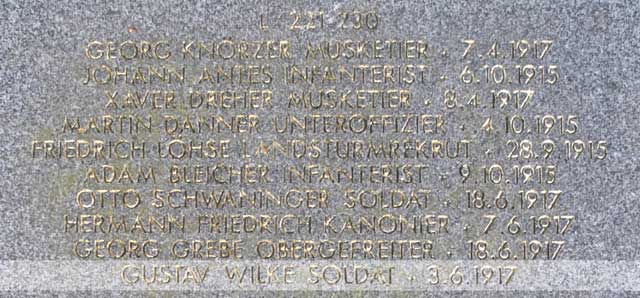 L · 221-230
GEORG KNÖRZER MUSKETIER · 7.4.1917
JOHANN ANTES INFANTERIST · 6.10.1915
XAVER DREHER MUSKETIER · 8.4.1917
MARTIN DANNER UNTEROFFIZIER · 4.10.1915
FRIEDRICH LOHSE LANDSTURMREKRUT · 28.9.1915
ADAM BLEICHER INFANTERIST · 9.10.1915
OTTO SCHWANINGER SOLDAT · 18.6.1917
HERMANN FRIEDRICH KANONIER · 7.6.1917
GEORG GREBE OBERGEFREITER · 18.6.1917
GUSTAV WILKE SOLDAT · 3.6.1917